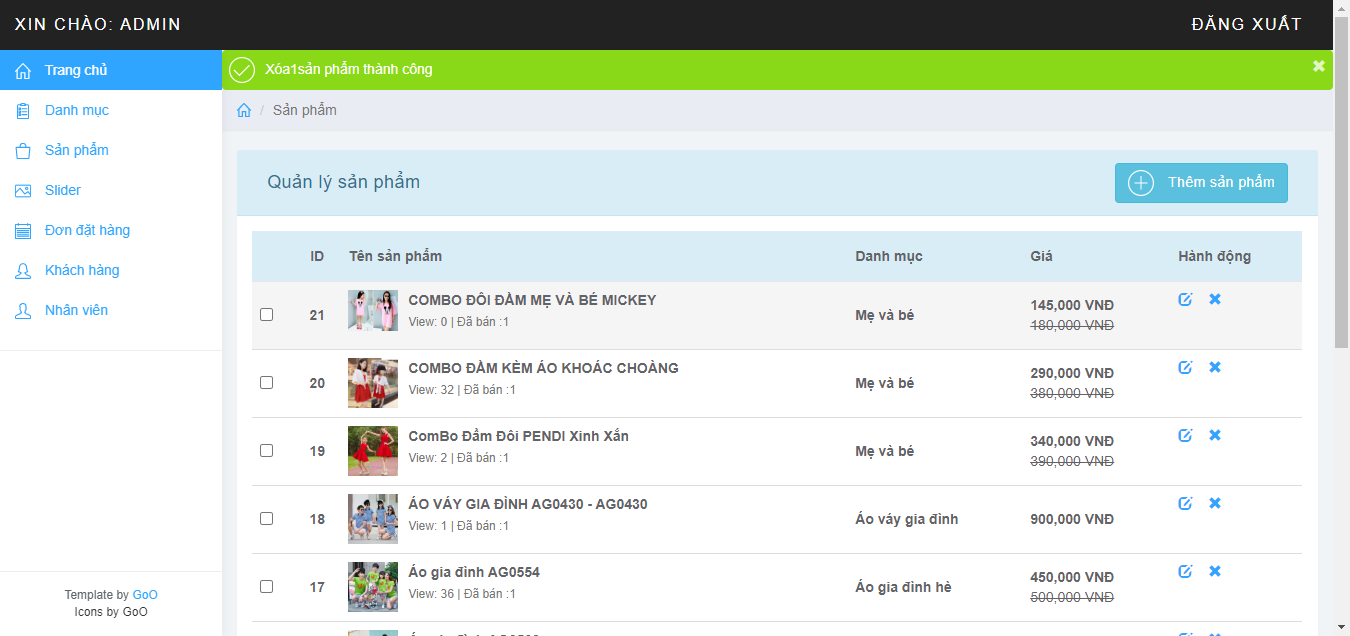 XIN CHÀO: ADMIN
ĐĂNG XUẤT
Trang chủ
Danh mục
Sản phẩm
Slider
Đơn đặt hàng
Khách hàng
Nhân viên
Template by GoO
Icons by GoO
Xóa1sản phẩm thành công
/ Sản phẩm
Quản lý sản phẩm
Thêm sản phẩm
ID Tên sản phẩm Danh mục Giá Hành động
21 COMBO ĐÔI ĐẦM MẸ VÀ BÉ MICKEY
View: 0 | Đã bán :1
Mẹ và bé
145,000 VNĐ
180,000 VNĐ
20 COMBO ĐẦM KÈM ÁO KHOÁC CHOÀNG
View: 32 | Đã bán :1
Mẹ và bé
290,000 VNĐ
380,000 VNĐ
19 ComBo Đầm Đôi PENDI Xinh Xắn
View: 2 | Đã bán :1
Mẹ và bé
340,000 VNĐ
390,000 VNĐ
18 ÁO VÁY GIA ĐÌNH AG0430 - AG0430
View: 1 | Đã bán :1
Áo váy gia đình
900,000 VNĐ
17 Áo gia đình AG0554
View: 36 | Đã bán :1
Áo gia đình hè
450,000 VNĐ
500,000 VNĐ